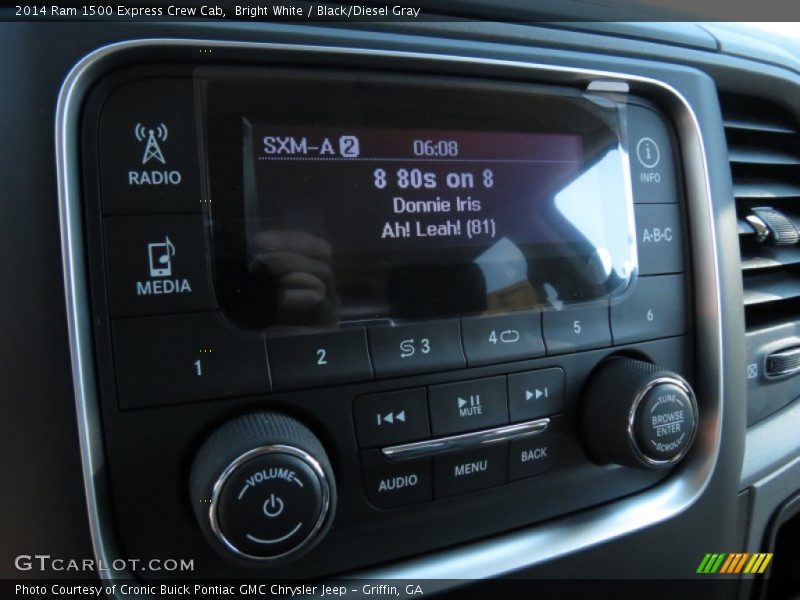 2014 Ram 1500 Express Crew Cab,  Bright White / Black/Diesel Gray
SXM-A 2 06:08
8 80s on 8
Donnie Iris
Ah! Leah! (81)
RADIO
MEDIA
INFO
A-B-C
1 2 3 4 5 6
MUTE
AUDIO MENU BACK
VOLUME
TUNE
BROWSE
ENTER
SCROLL
GTCARLOT.COM
Photo Courtesy of Cronic Buick Pontiac GMC Chrysler Jeep - Griffin, GA